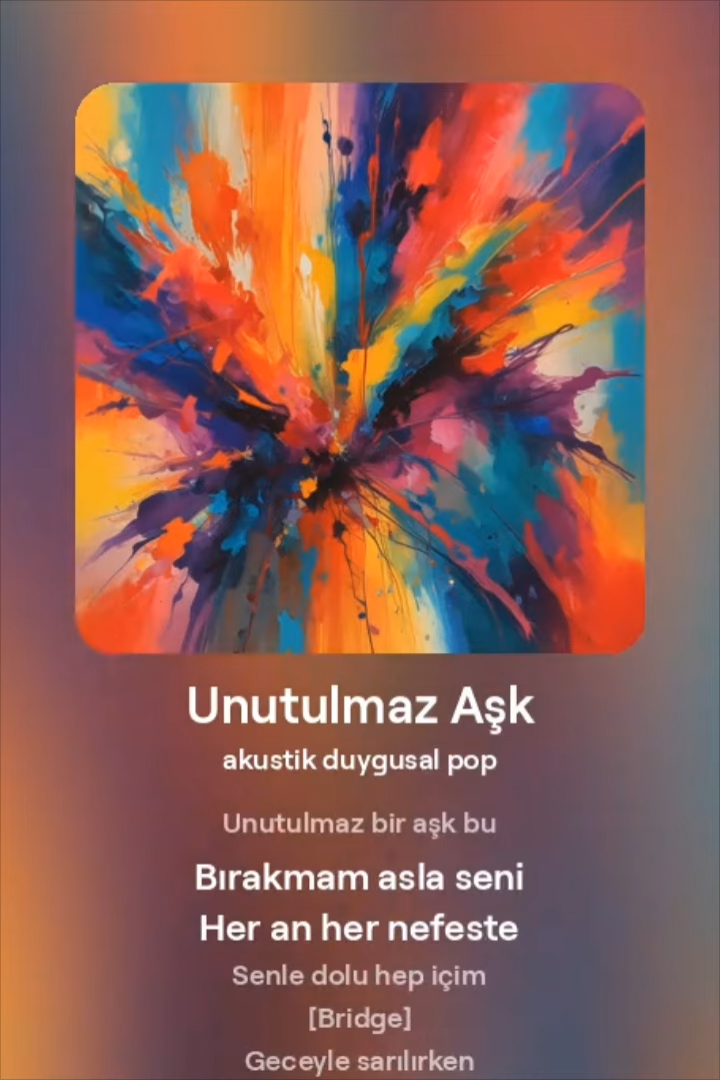 Unutulmaz Aşk
akustik duygusal pop
Unutulmaz bir aşk bu
Bırakmam asla seni
Her an her nefeste
Senle dolu hep içim
[Bridge]
Geceyle sarılırken